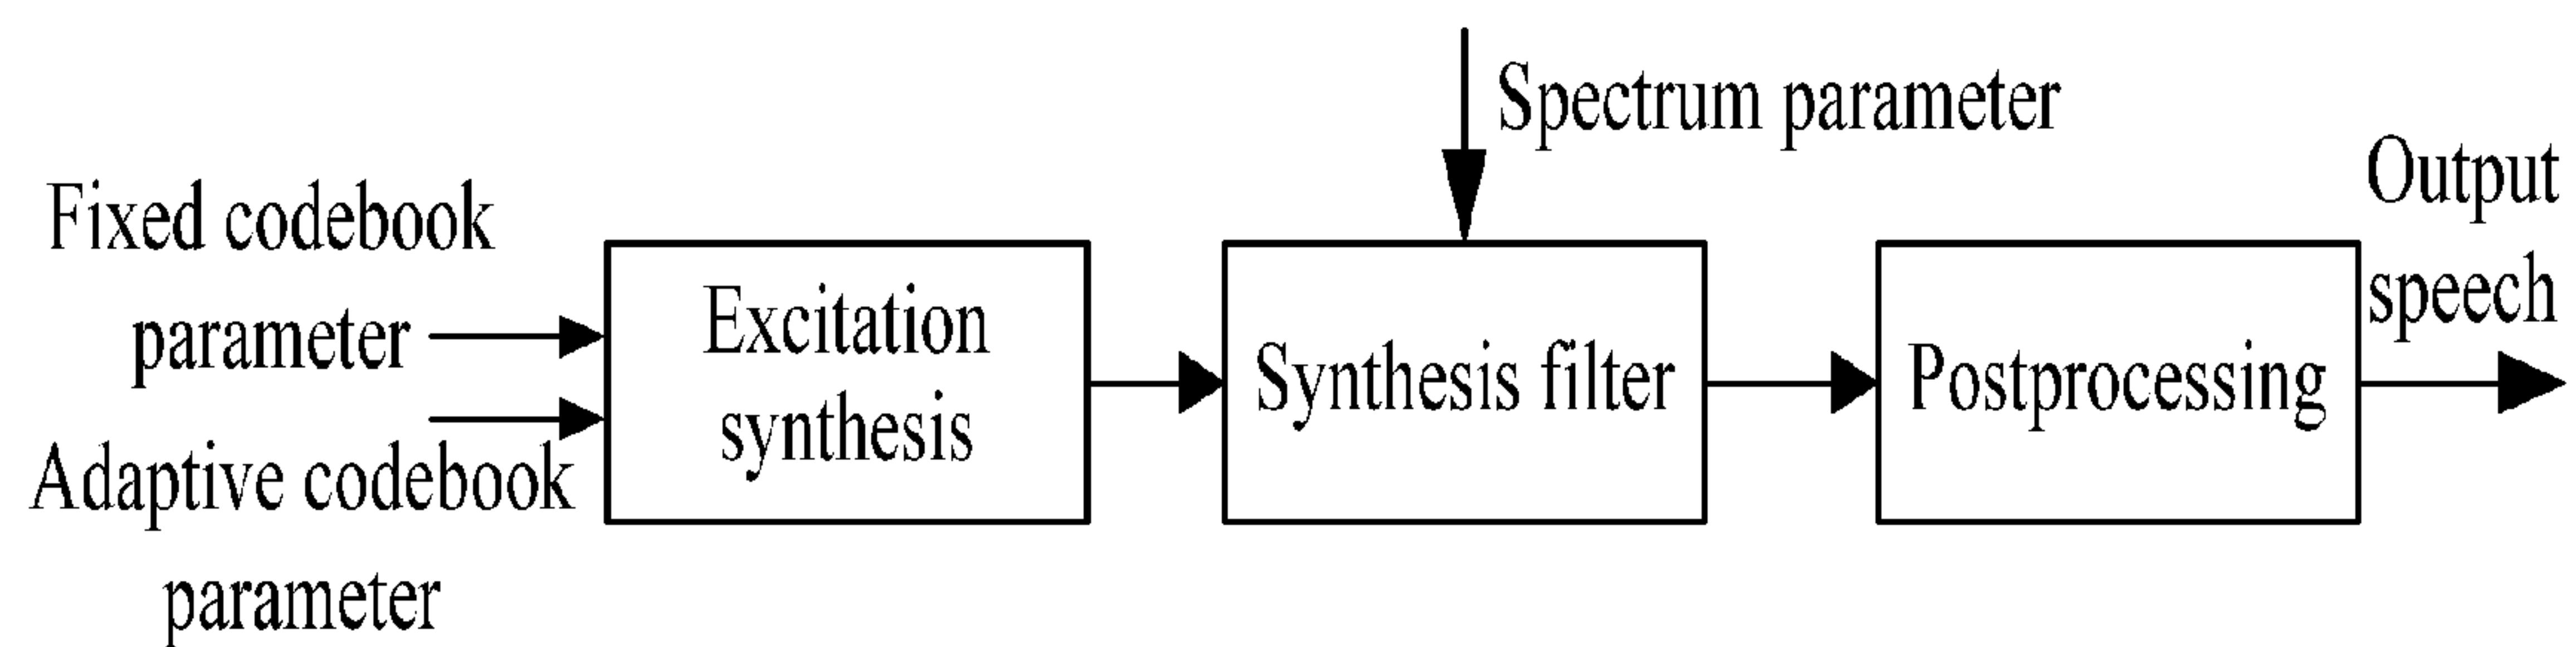 Spectrum parameter
Output
speech
Fixed codebook
parameter
Adaptive codebook
parameter
Excitation
synthesis
Synthesis filter
Postprocessing